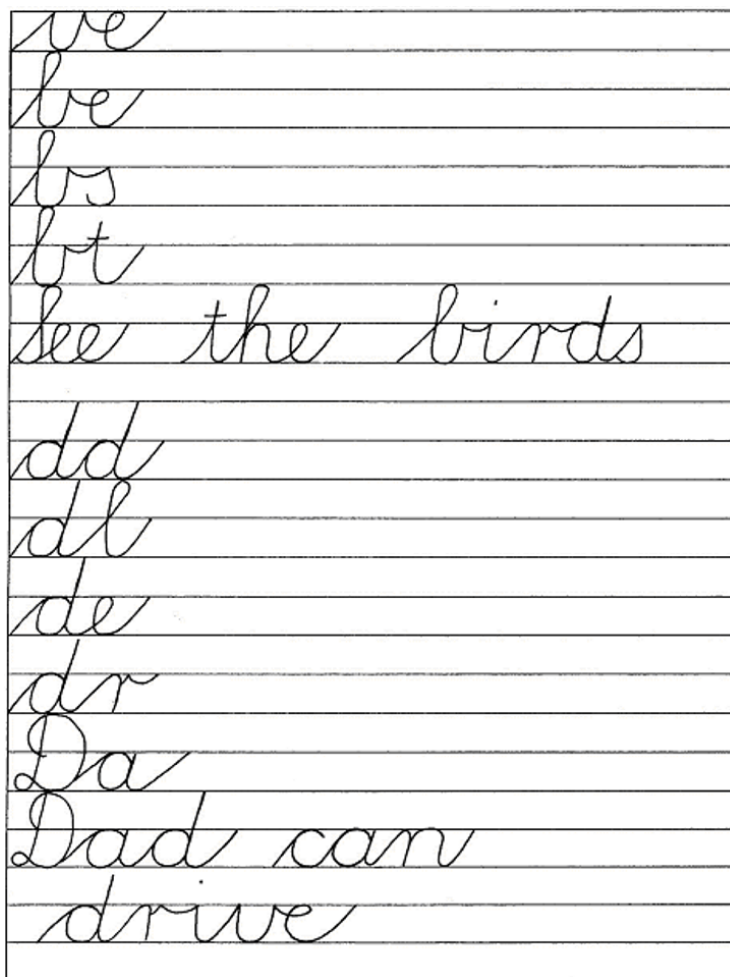 ve
be
bs
bt
See the birds
dd
dl
de
dr
Da
Dad can
drive